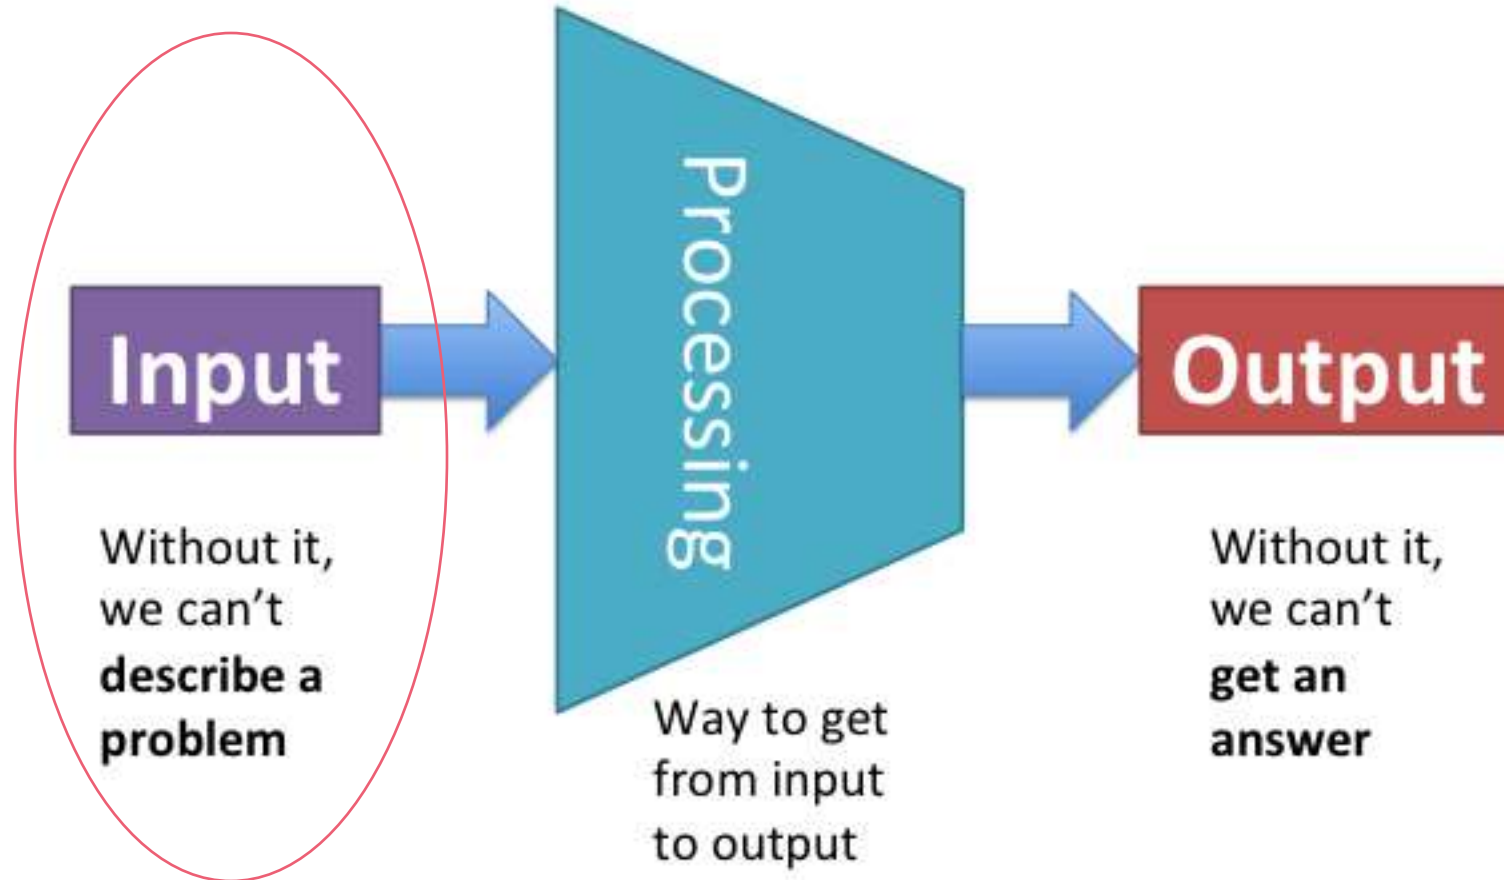 Input
Without it,
we can’t
describe a
problem
Processing
Way to get
from input
to output
Output
Without it,
we can’t
get an
answer